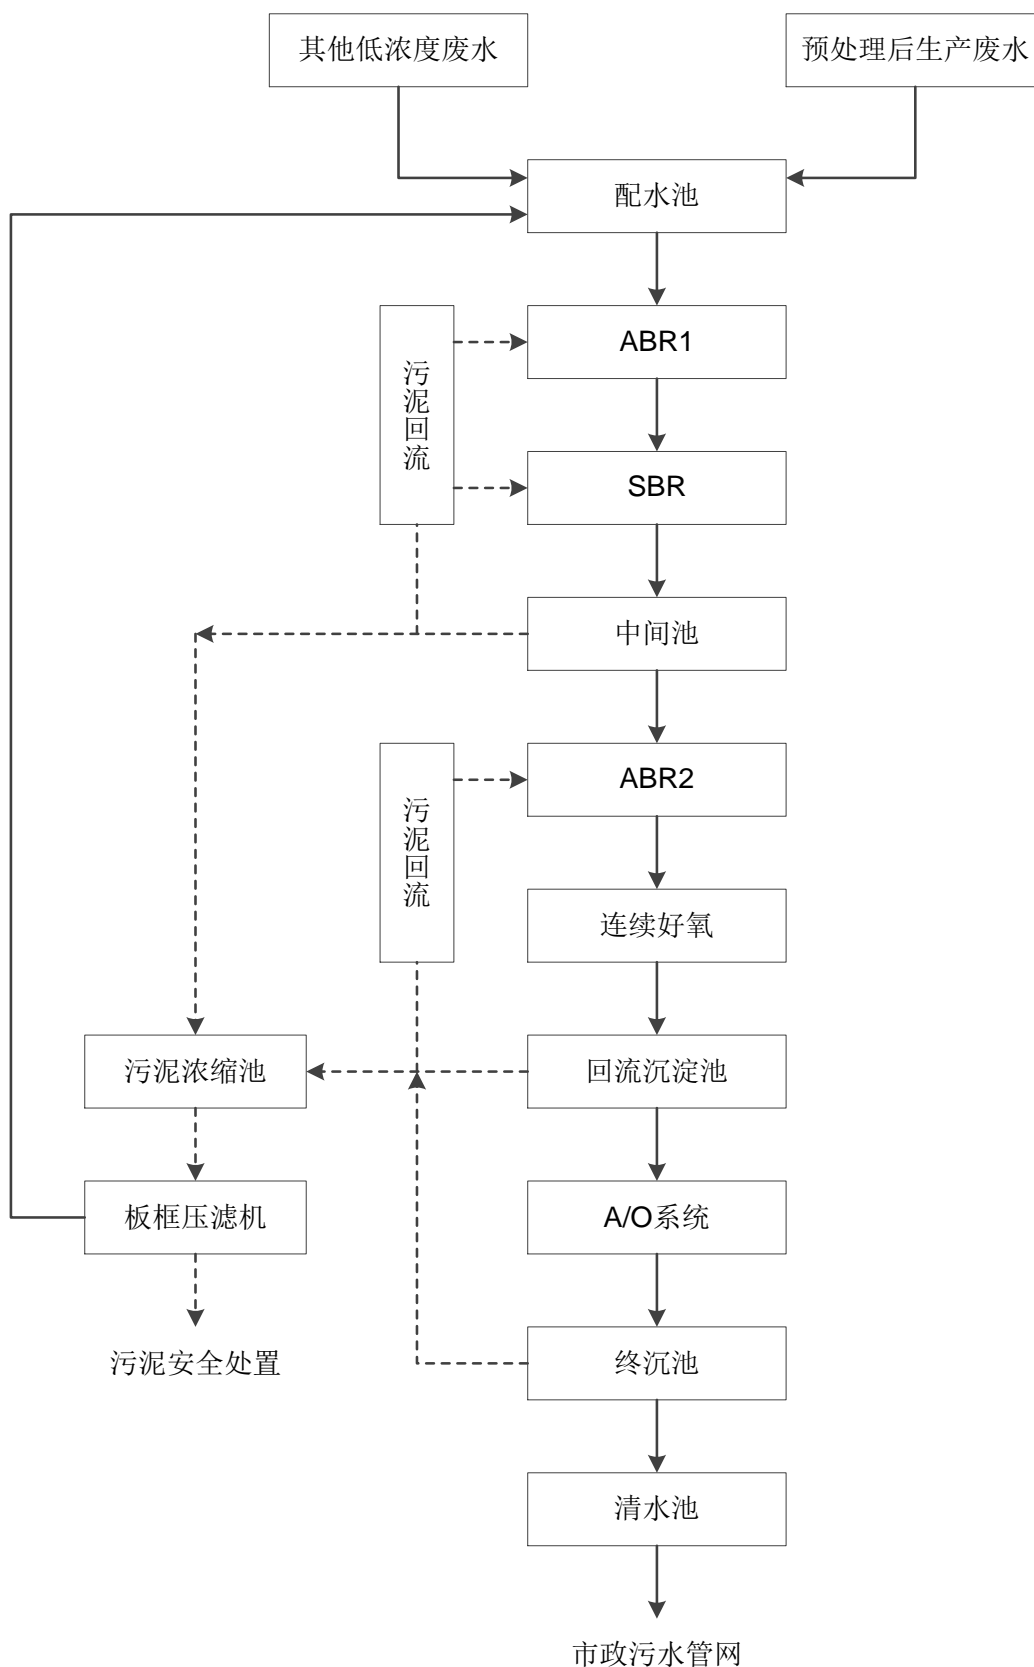 其他低浓度废水
预处理后生产废水
配水池
ABR1
污泥回流
SBR
中间池
ABR2
污泥回流
连续好氧
污泥浓缩池
回流沉淀池
板框压滤机
A/O系统
污泥安全处置
终沉池
清水池
市政污水管网